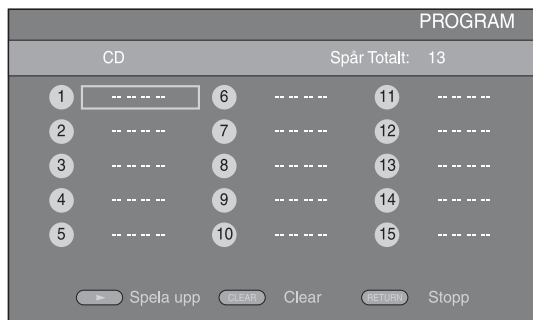 PROGRAM
CD Spår Totalt: 13
1 -- -- -- -- 6 -- -- -- -- 11 -- -- -- --
2 -- -- -- -- 7 -- -- -- -- 12 -- -- -- --
3 -- -- -- -- 8 -- -- -- -- 13 -- -- -- --
4 -- -- -- -- 9 -- -- -- -- 14 -- -- -- --
5 -- -- -- -- 10 -- -- -- -- 15 -- -- -- --
Spela upp CLEAR Clear RETURN Stopp